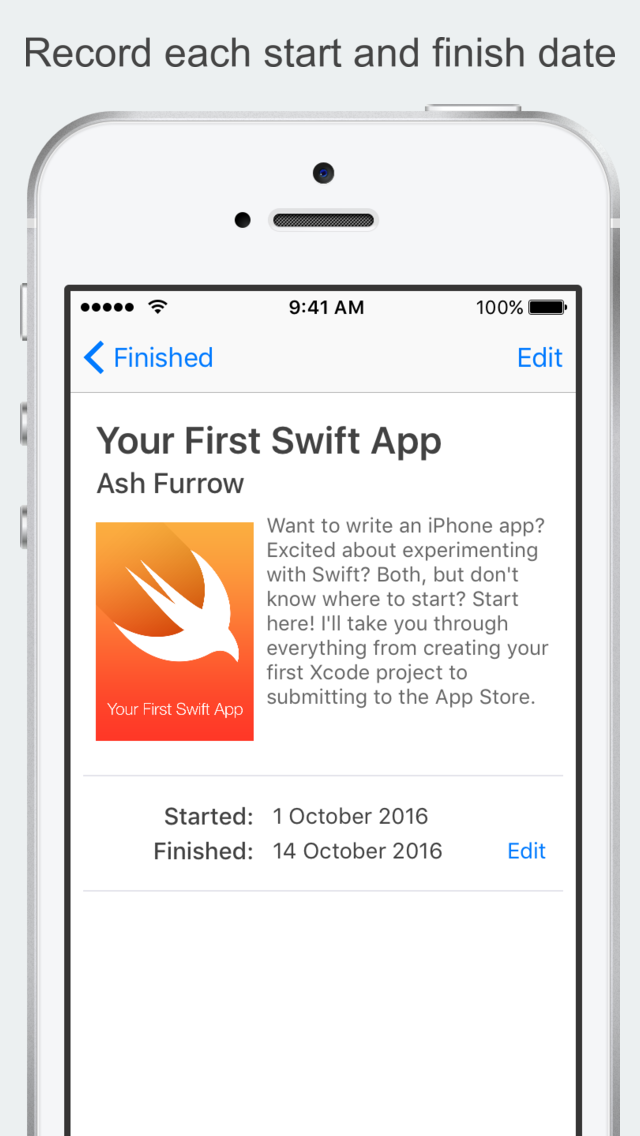 Record each start and finish date
9:41 AM 100%
Finished Edit
Your First Swift App
Ash Furrow
Want to write an iPhone app?
Excited about experimenting
with Swift? Both, but don't
know where to start? Start
here! I'll take you through
everything from creating your
first Xcode project to
submitting to the App Store.
Your First Swift App
Started: 1 October 2016
Finished: 14 October 2016 Edit